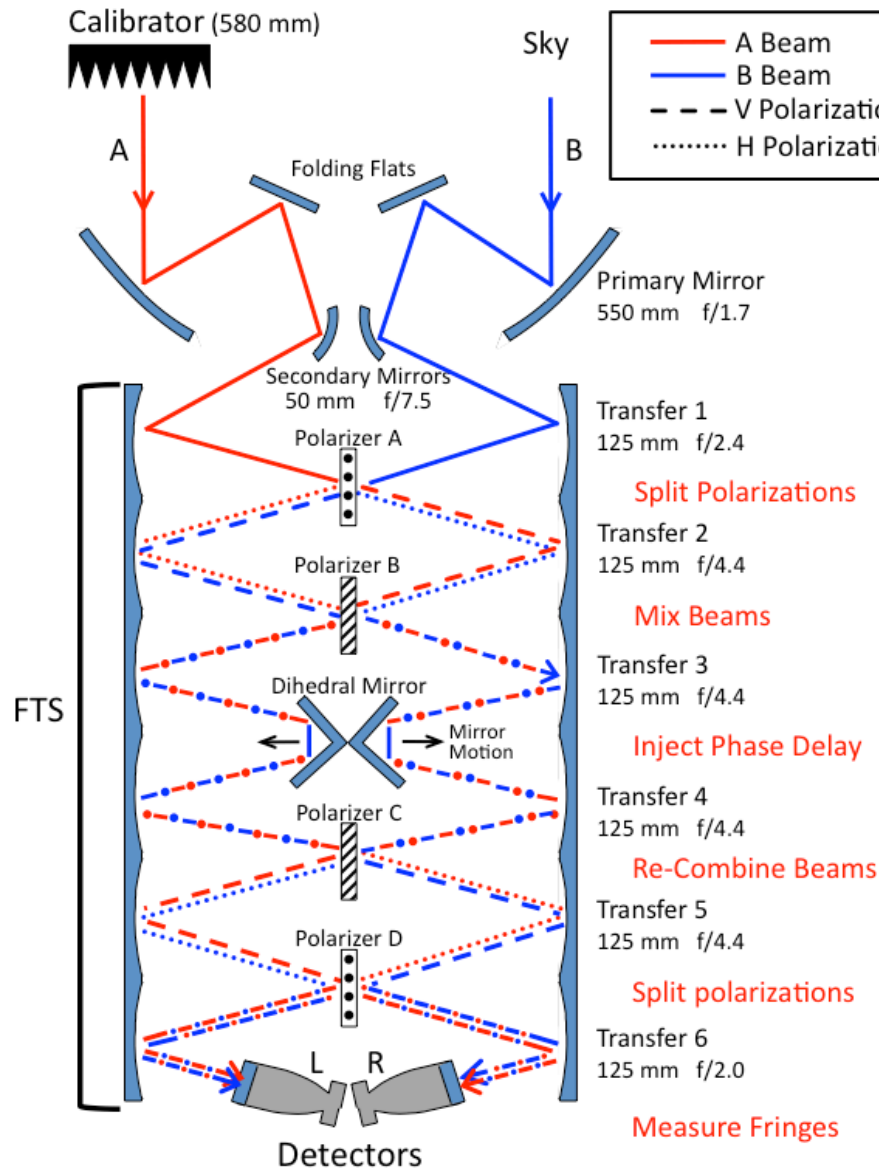 Calibrator (580 mm)
Sky
A Beam
B Beam
V Polarizatio
H Polarizatio
A
B
Folding Flats
Primary Mirror
550 mm f/1.7
Secondary Mirrors
50 mm f/7.5
Transfer 1
125 mm f/2.4
Polarizer A
Split Polarizations
Transfer 2
125 mm f/4.4
Polarizer B
Mix Beams
Transfer 3
125 mm f/4.4
Dihedral Mirror
FTS
Mirror
Motion
Inject Phase Delay
Transfer 4
125 mm f/4.4
Polarizer C
Re-Combine Beams
Transfer 5
125 mm f/4.4
Polarizer D
Split polarizations
Transfer 6
125 mm f/2.0
L R
Measure Fringes
Detectors